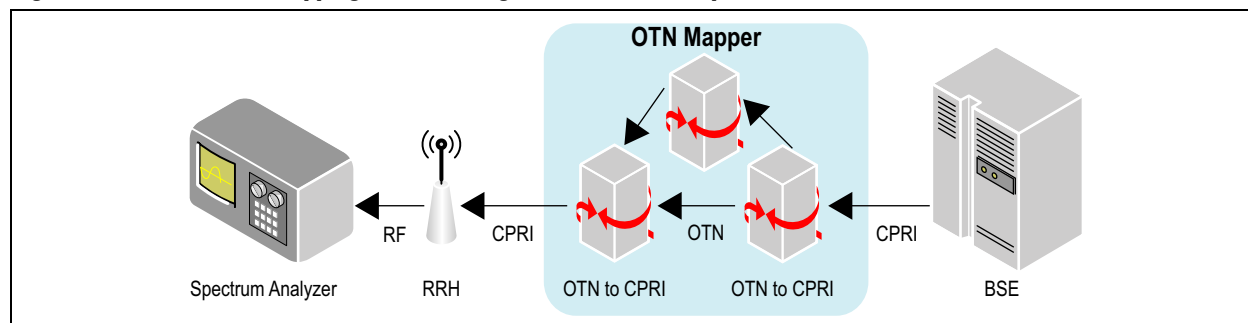 OTN Mapper
RF
CPRI
OTN
CPRI
Spectrum Analyzer
RRH
OTN to CPRI
OTN to CPRI
BSE